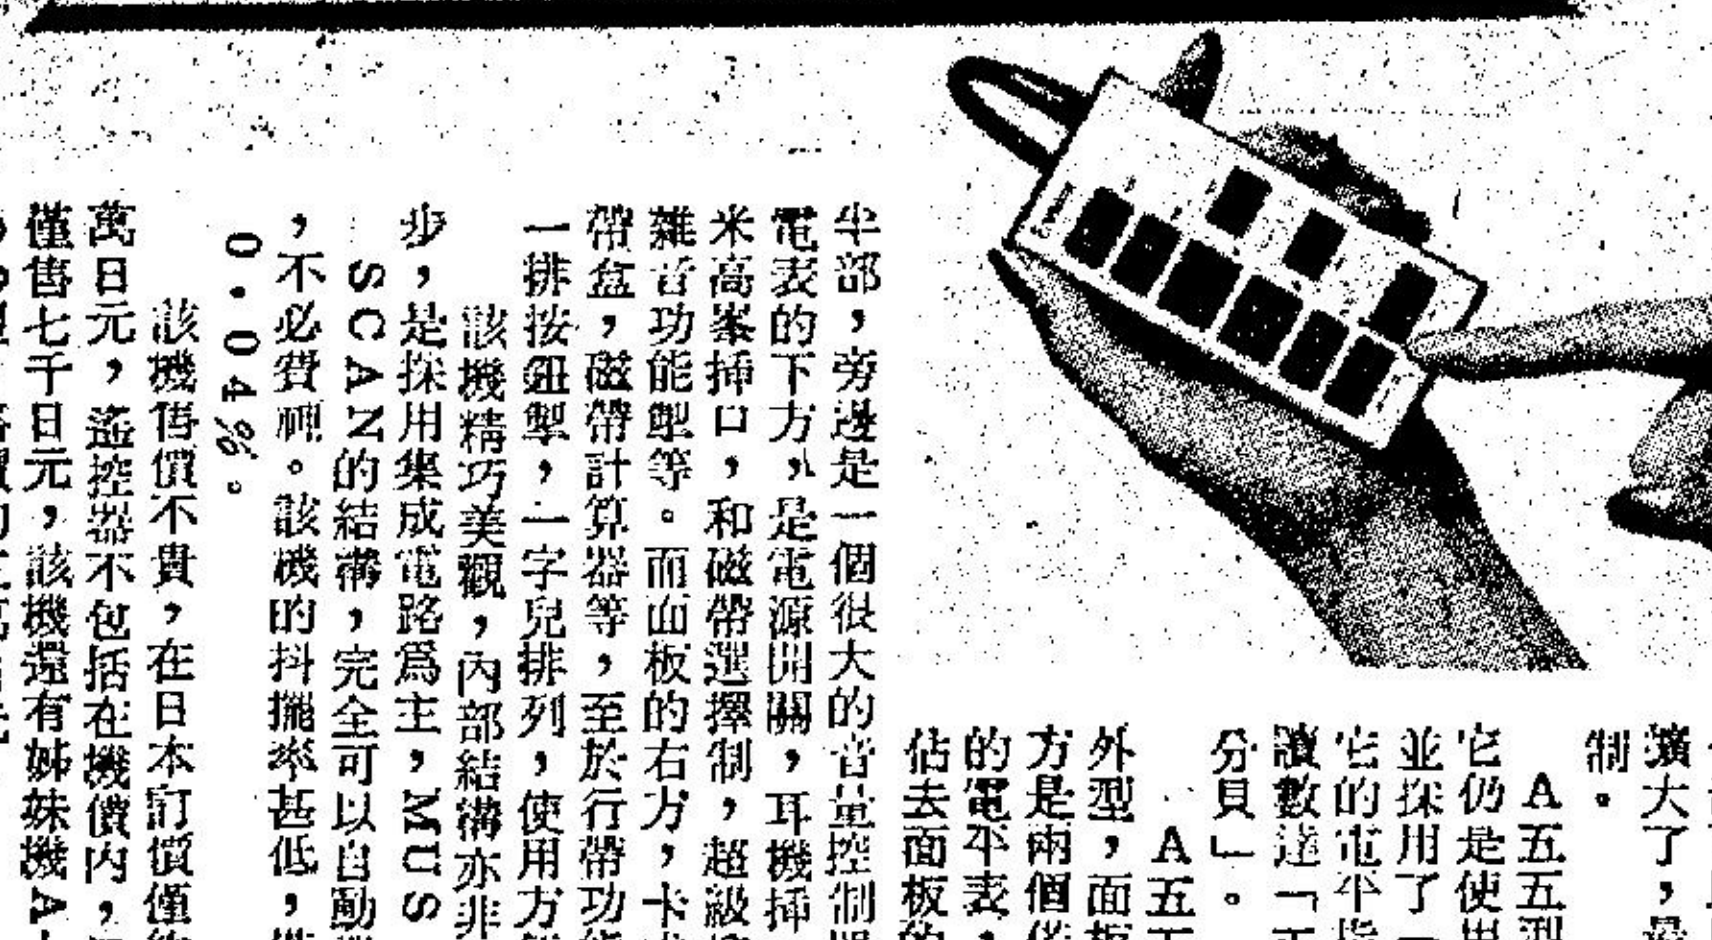 擴大了，最
制。
A五五型
它仍是使用
並採用了一
它的電平指
讀數達「正
分貝」。
A五五
外型，面板
方是兩個
的電平表，
佔去面板的
半部，旁邊是一個很大的音量控制
電表的下方，是電源開關，耳機挿
米高峯挿口，和磁帶選擇制，超級
雜音功能掣等。而面板的右方，卡
帶盒，磁帶計算器等，至於行帶功能
一排按鈕掣，一字兒排列，使用方
該機精巧美觀，內部結構亦非
步，是採用集成電路爲主，MUS
SCAN的結構，完全可以自動
，不必費神。該機的抖擺率甚低，
0.04%。
該機售價不貴，在日本訂價僅
萬日元，遙控器不包括在機價內，
僅售七千日元，該機還有姊妹機A